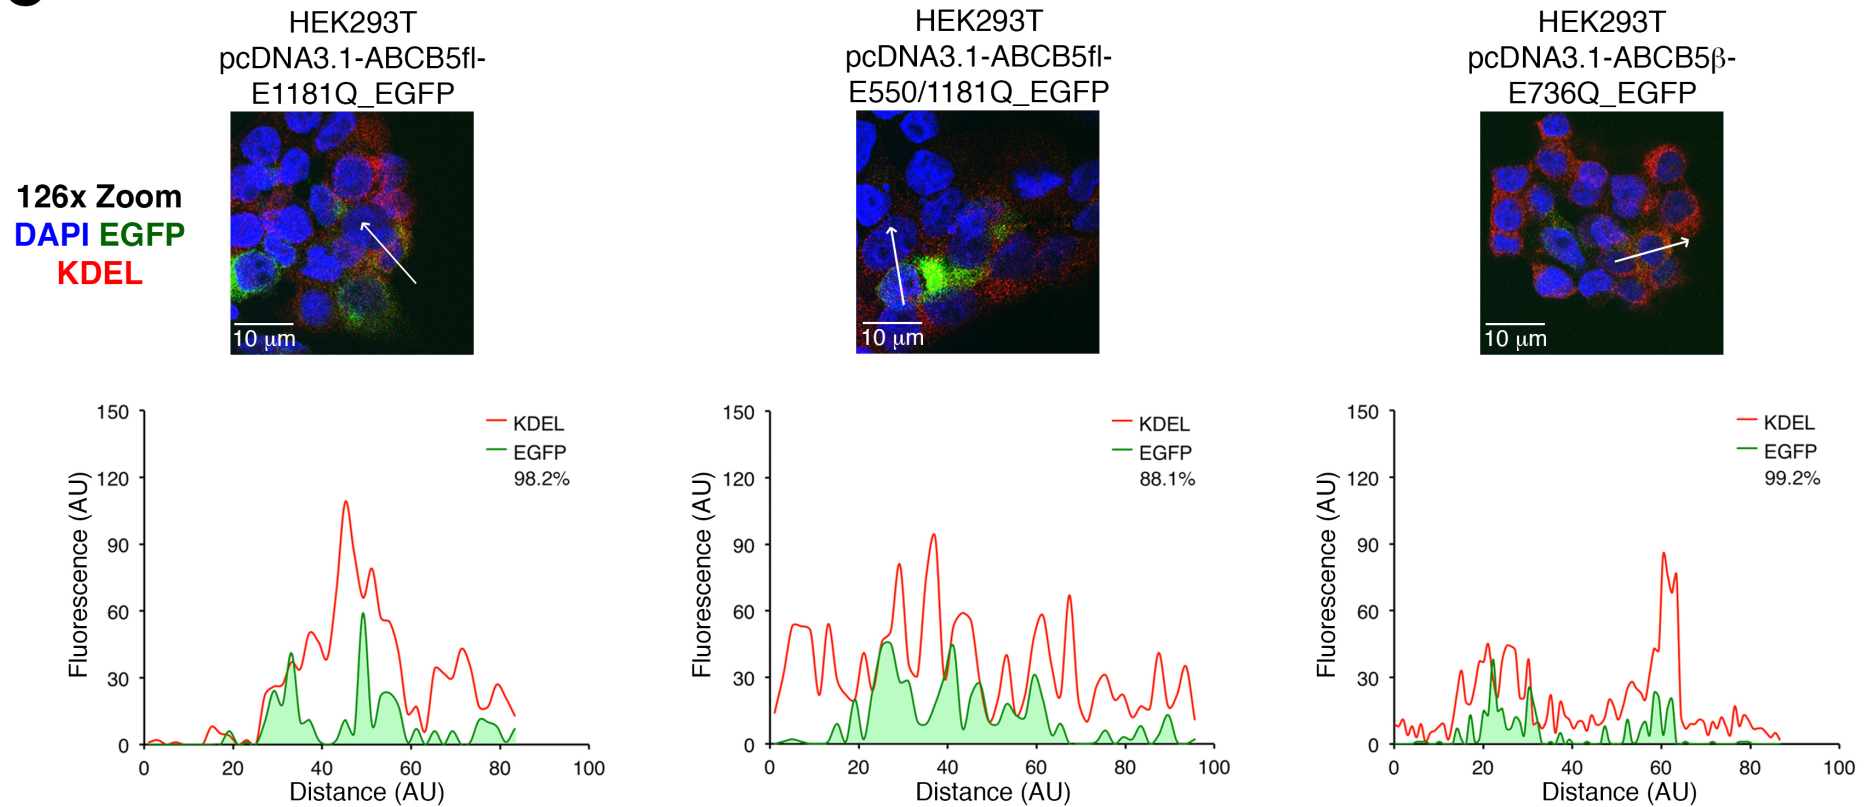 HEK293T
pcDNA3.1-ABCB5fl-
E1181Q_EGFP
HEK293T
pcDNA3.1-ABCB5fl-
E550/1181Q_EGFP
HEK293T
pcDNA3.1-ABCB5β-
E736Q_EGFP
126x Zoom
DAPI EGFP
KDEL
10 μm
10 μm
10 μm
150
120
90
60
30
0
Fluorescence (AU)
KDEL
EGFP
98.2%
0 20 40 60 80 100
Distance (AU)
150
120
90
60
30
0
Fluorescence (AU)
KDEL
EGFP
88.1%
0 20 40 60 80 100
Distance (AU)
150
120
90
60
30
0
Fluorescence (AU)
KDEL
EGFP
99.2%
0 20 40 60 80 100
Distance (AU)